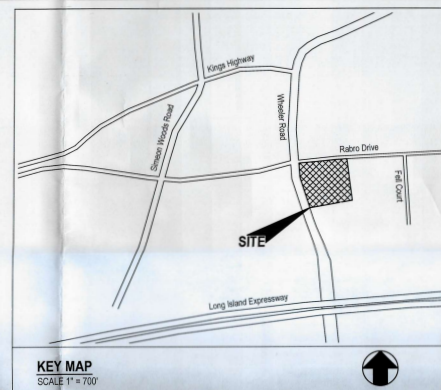 Kings Highway
Simeon Woods Road
Wheeler Road
Rabro Drive
Fell Court
SITE
Long Island Expressway
KEY MAP
SCALE 1" = 700'